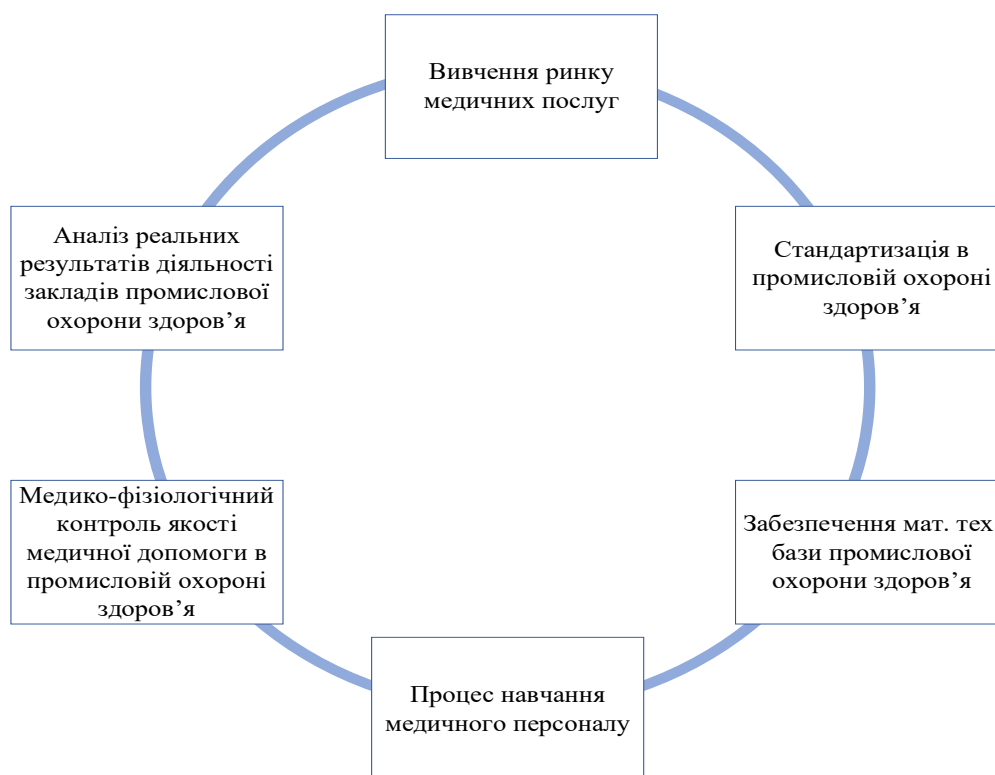 Вивчення ринку
медичних послуг
Стандартизація в
промисловій охороні
здоров’я
Забезпечення мат. тех
бази промислової
охорони здоров’я
Процес навчання
медичного персоналу
Медико-фізіологічний
контроль якості
медичної допомоги в
промисловій охороні
здоров’я
Аналіз реальних
результатів діяльності
закладів промислової
охорони здоров’я